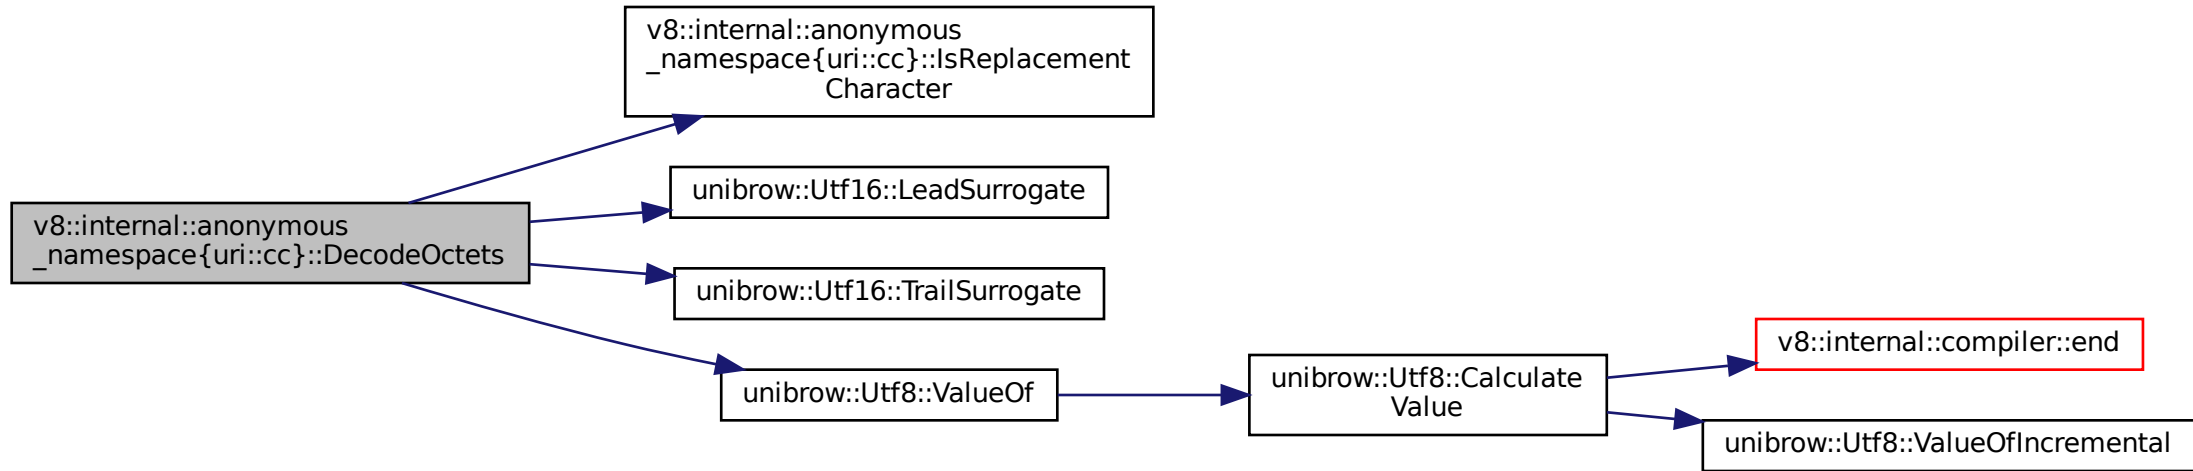 v8::internal::anonymous
_namespace{uri::cc}::IsReplacement
Character
unibrow::Utf16::LeadSurrogate
v8::internal::anonymous
_namespace{uri::cc}::DecodeOctets
unibrow::Utf16::TrailSurrogate
unibrow::Utf8::ValueOf
unibrow::Utf8::Calculate
Value
v8::internal::compiler::end
unibrow::Utf8::ValueOfIncremental